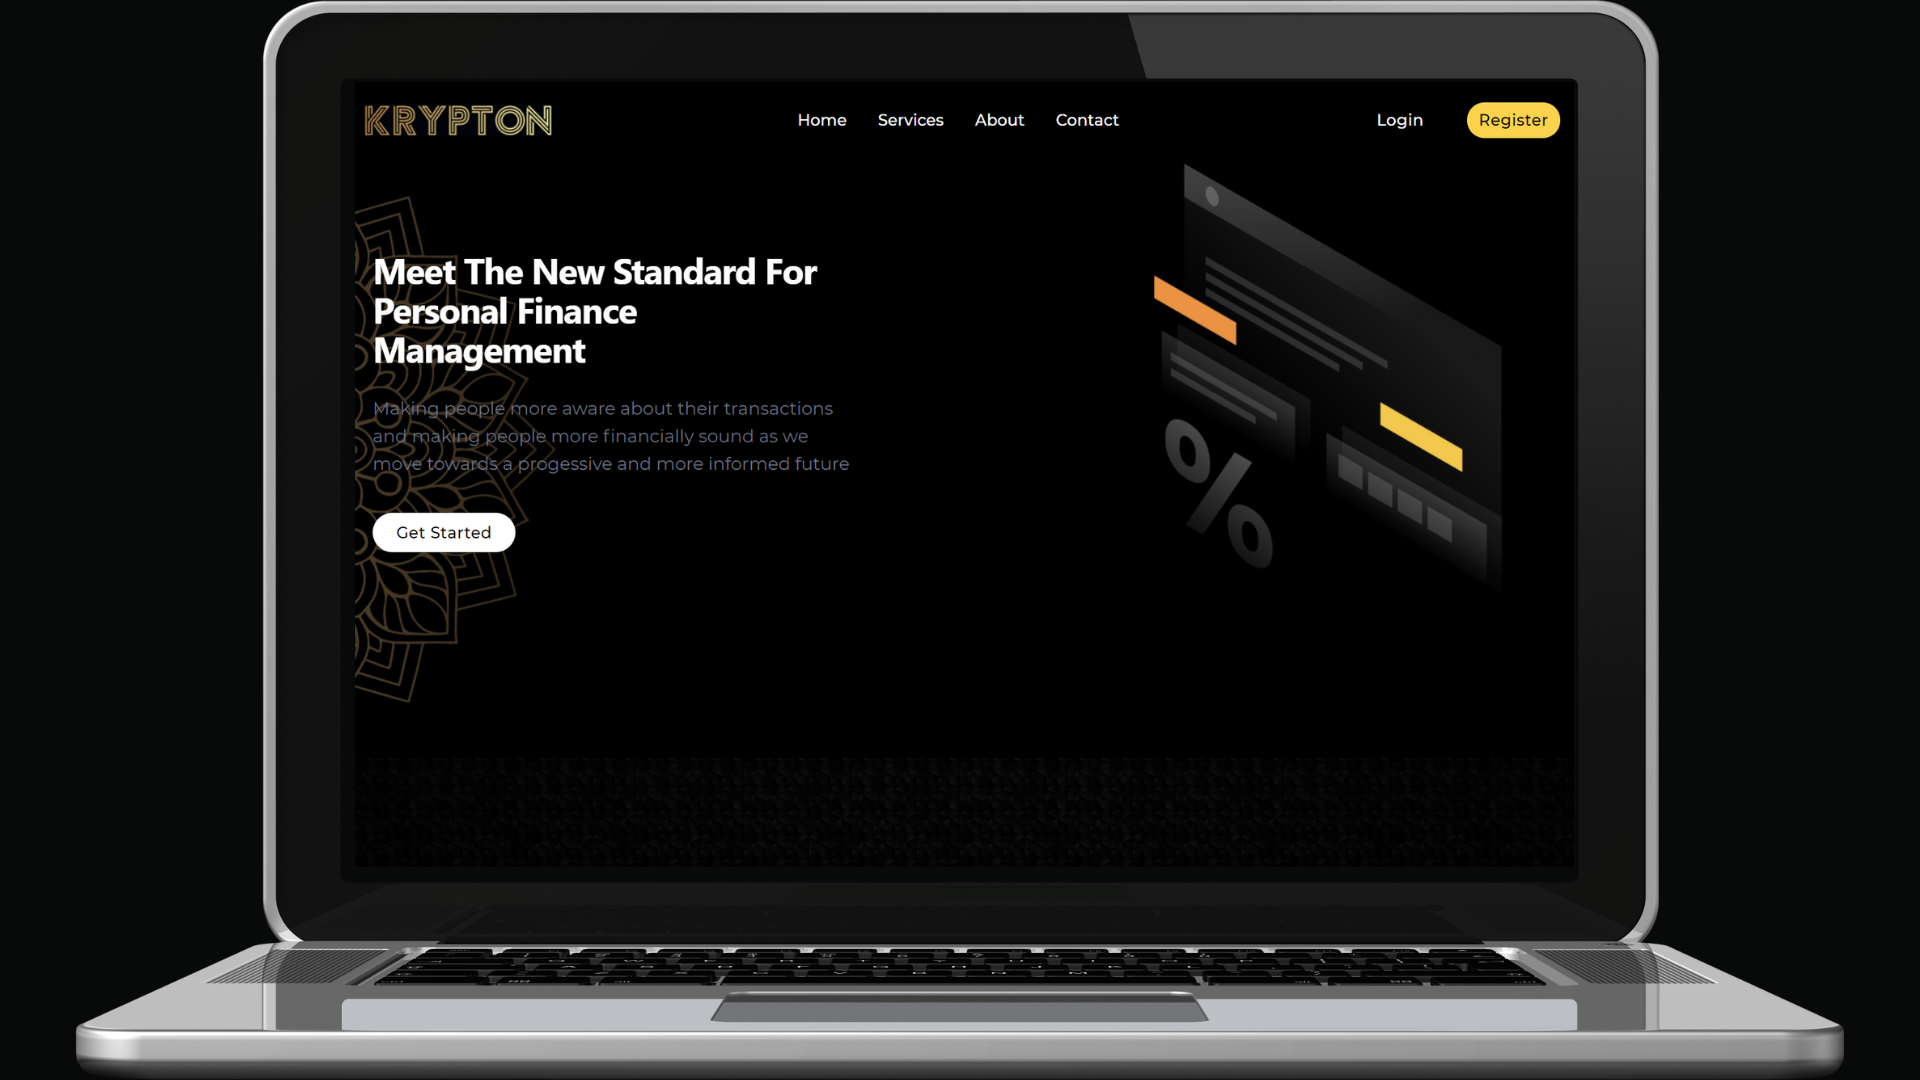 KRYPTON
Home Services About Contact
Login Register
Meet The New Standard For
Personal Finance
Management
Making people more aware about their transactions
and making people more financially sound as we
move towards a progessive and more informed future
Get Started
%